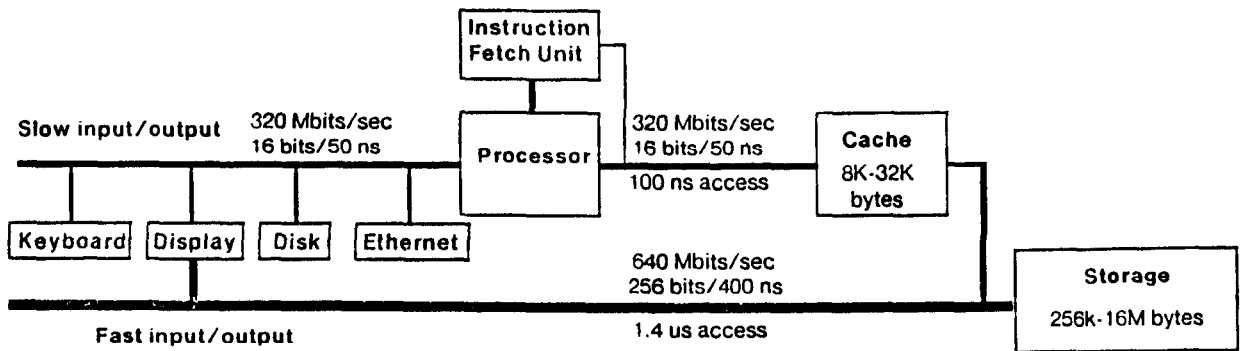 Instruction
Fetch Unit
Slow input/output
320 Mbits/sec
16 bits/50 ns
Processor
320 Mbits/sec
16 bits/50 ns
100 ns access
Cache
8K-32K
bytes
Keyboard
Display
Disk
Ethernet
640 Mbits/sec
256 bits/400 ns
1.4 us access
Storage
256k-16M bytes
Fast input/output